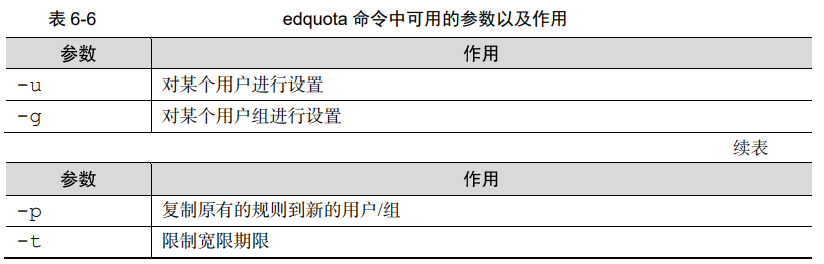 表 6-6 edquota 命令中可用的参数以及作用
参数 作用
-u 对某个用户进行设置
-g 对某个用户组进行设置
续表
参数 作用
-p 复制原有的规则到新的用户/组
-t 限制宽限期限